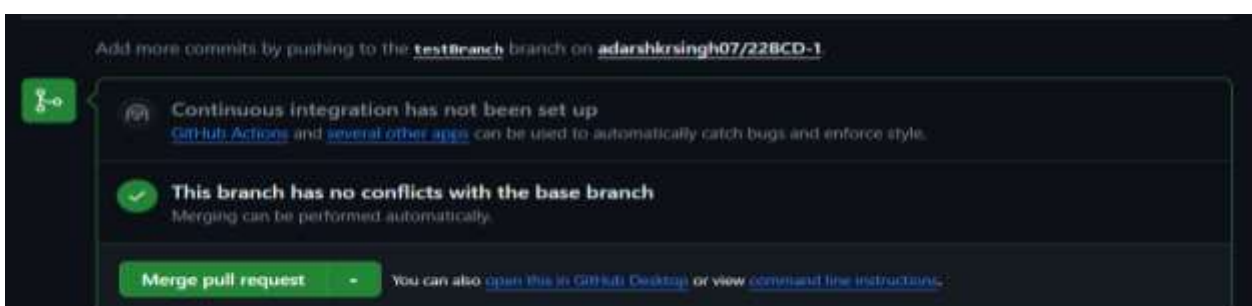 Add more commits by pushing to the testBranch branch on adarshkrsingh07/22BCD-1
Continuous integration has not been set up
GitHub Actions and several other apps can be used to automatically catch bugs and enforce style.
This branch has no conflicts with the base branch
Merging can be performed automatically.
Merge pull request You can also open this in GitHub Desktop or view command line instructions.